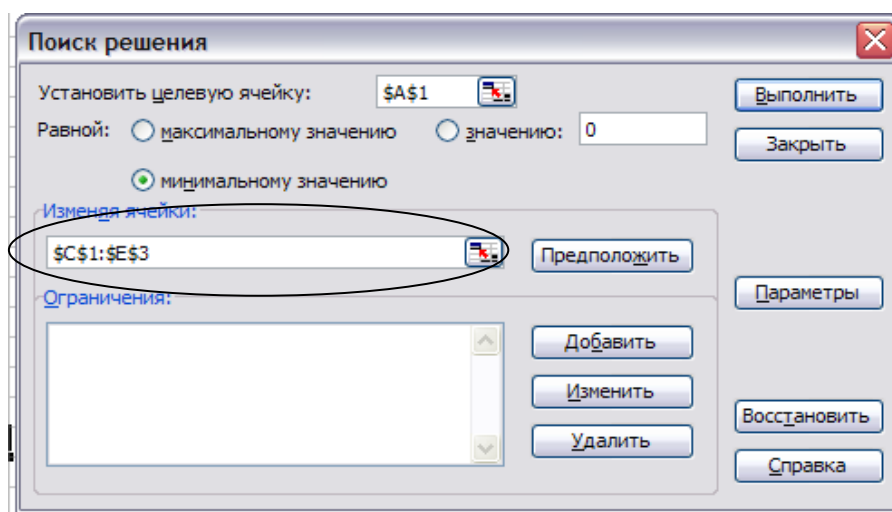 Поиск решения
Установить целевую ячейку: $A$1
Выполнить
Равной: максимальному значению значению: 0
Закрыть
минимальному значению
Изменяя ячейки:
$C$1:$E$3 Предположить
Параметры
Ограничения:
Добавить
Изменить
Удалить
Восстановить
Справка